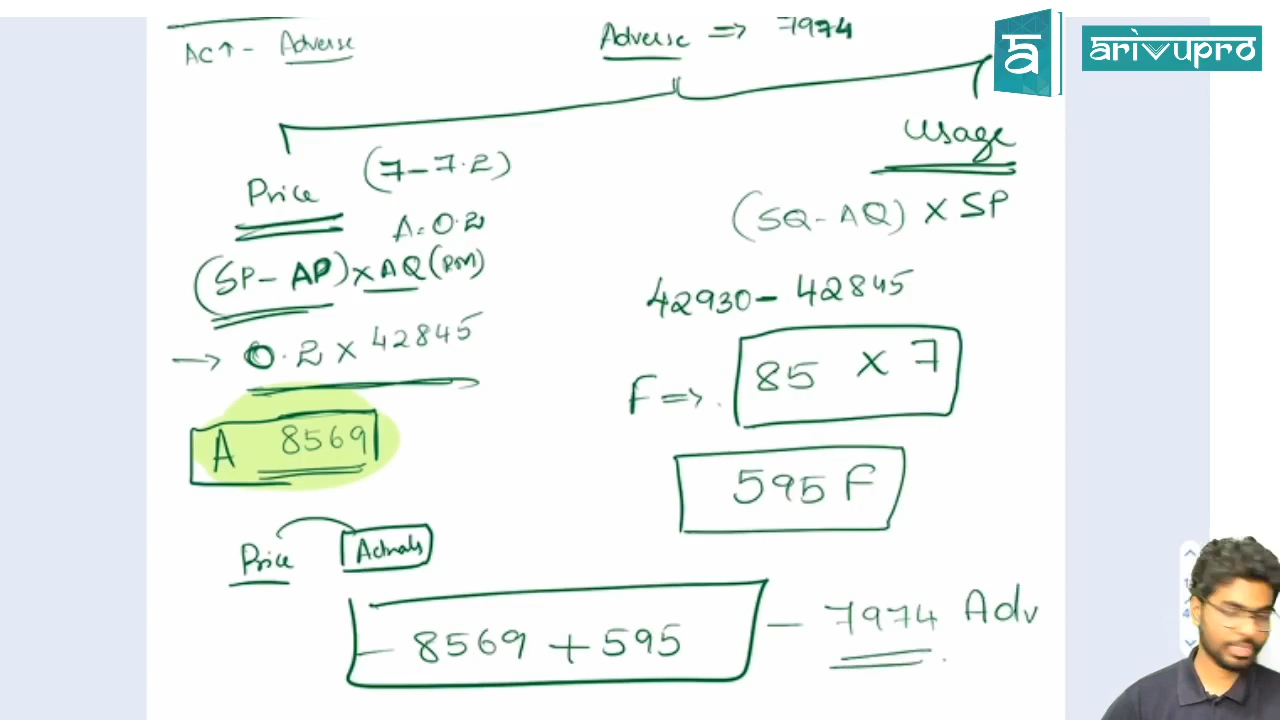 AC↑ - Adverse
Adverse => 7974
arivupro
Price
(7 - 7.2)
A = 0.2
(SP - AP) × AQ (RM)
→ 0.2 × 42845
A 8569
Price Actuals
Usage
(SQ - AQ) × SP
42930 - 42845
F => 85 × 7
595 F
- 8569 + 595 - 7974 Adv